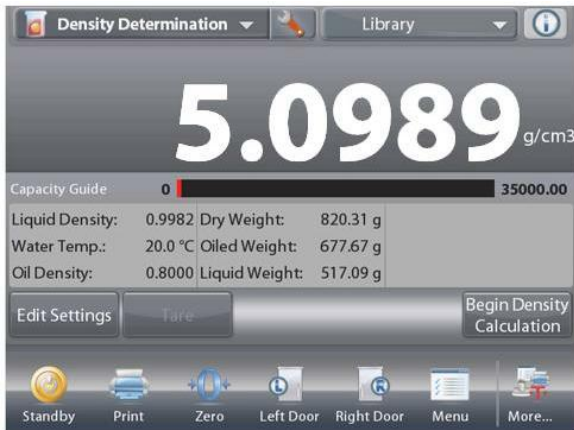 Density Determination Library
5.0989 g/cm3
Capacity Guide 0 35000.00
Liquid Density: 0.9982 Dry Weight: 820.31 g
Water Temp.: 20.0 °C Oiled Weight: 677.67 g
Oil Density: 0.8000 Liquid Weight: 517.09 g
Edit Settings Tare Begin Density
Calculation
Standby Print Zero Left Door Right Door Menu More...